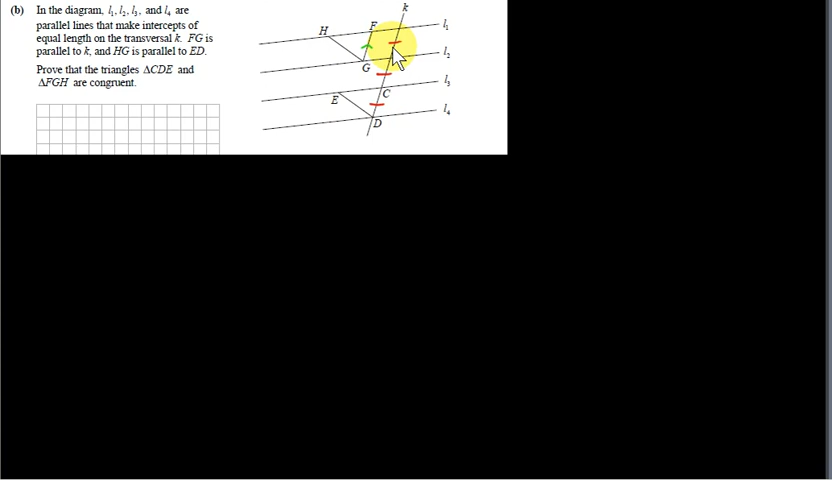 (b) In the diagram, l₁, l₂, l₃, and l₄ are
parallel lines that make intercepts of
equal length on the transversal k. FG is
parallel to k, and HG is parallel to ED.
Prove that the triangles ΔCDE and
ΔFGH are congruent.
k
H
F
l₁
G
l₂
E
C
l₃
D
l₄